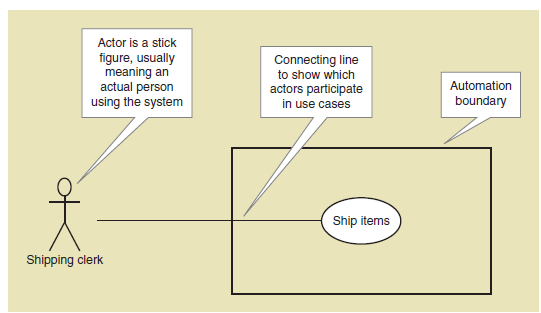 Actor is a stick
figure, usually
meaning an
actual person
using the system
Connecting line
to show which
actors participate
in use cases
Automation
boundary
Ship items
Shipping clerk